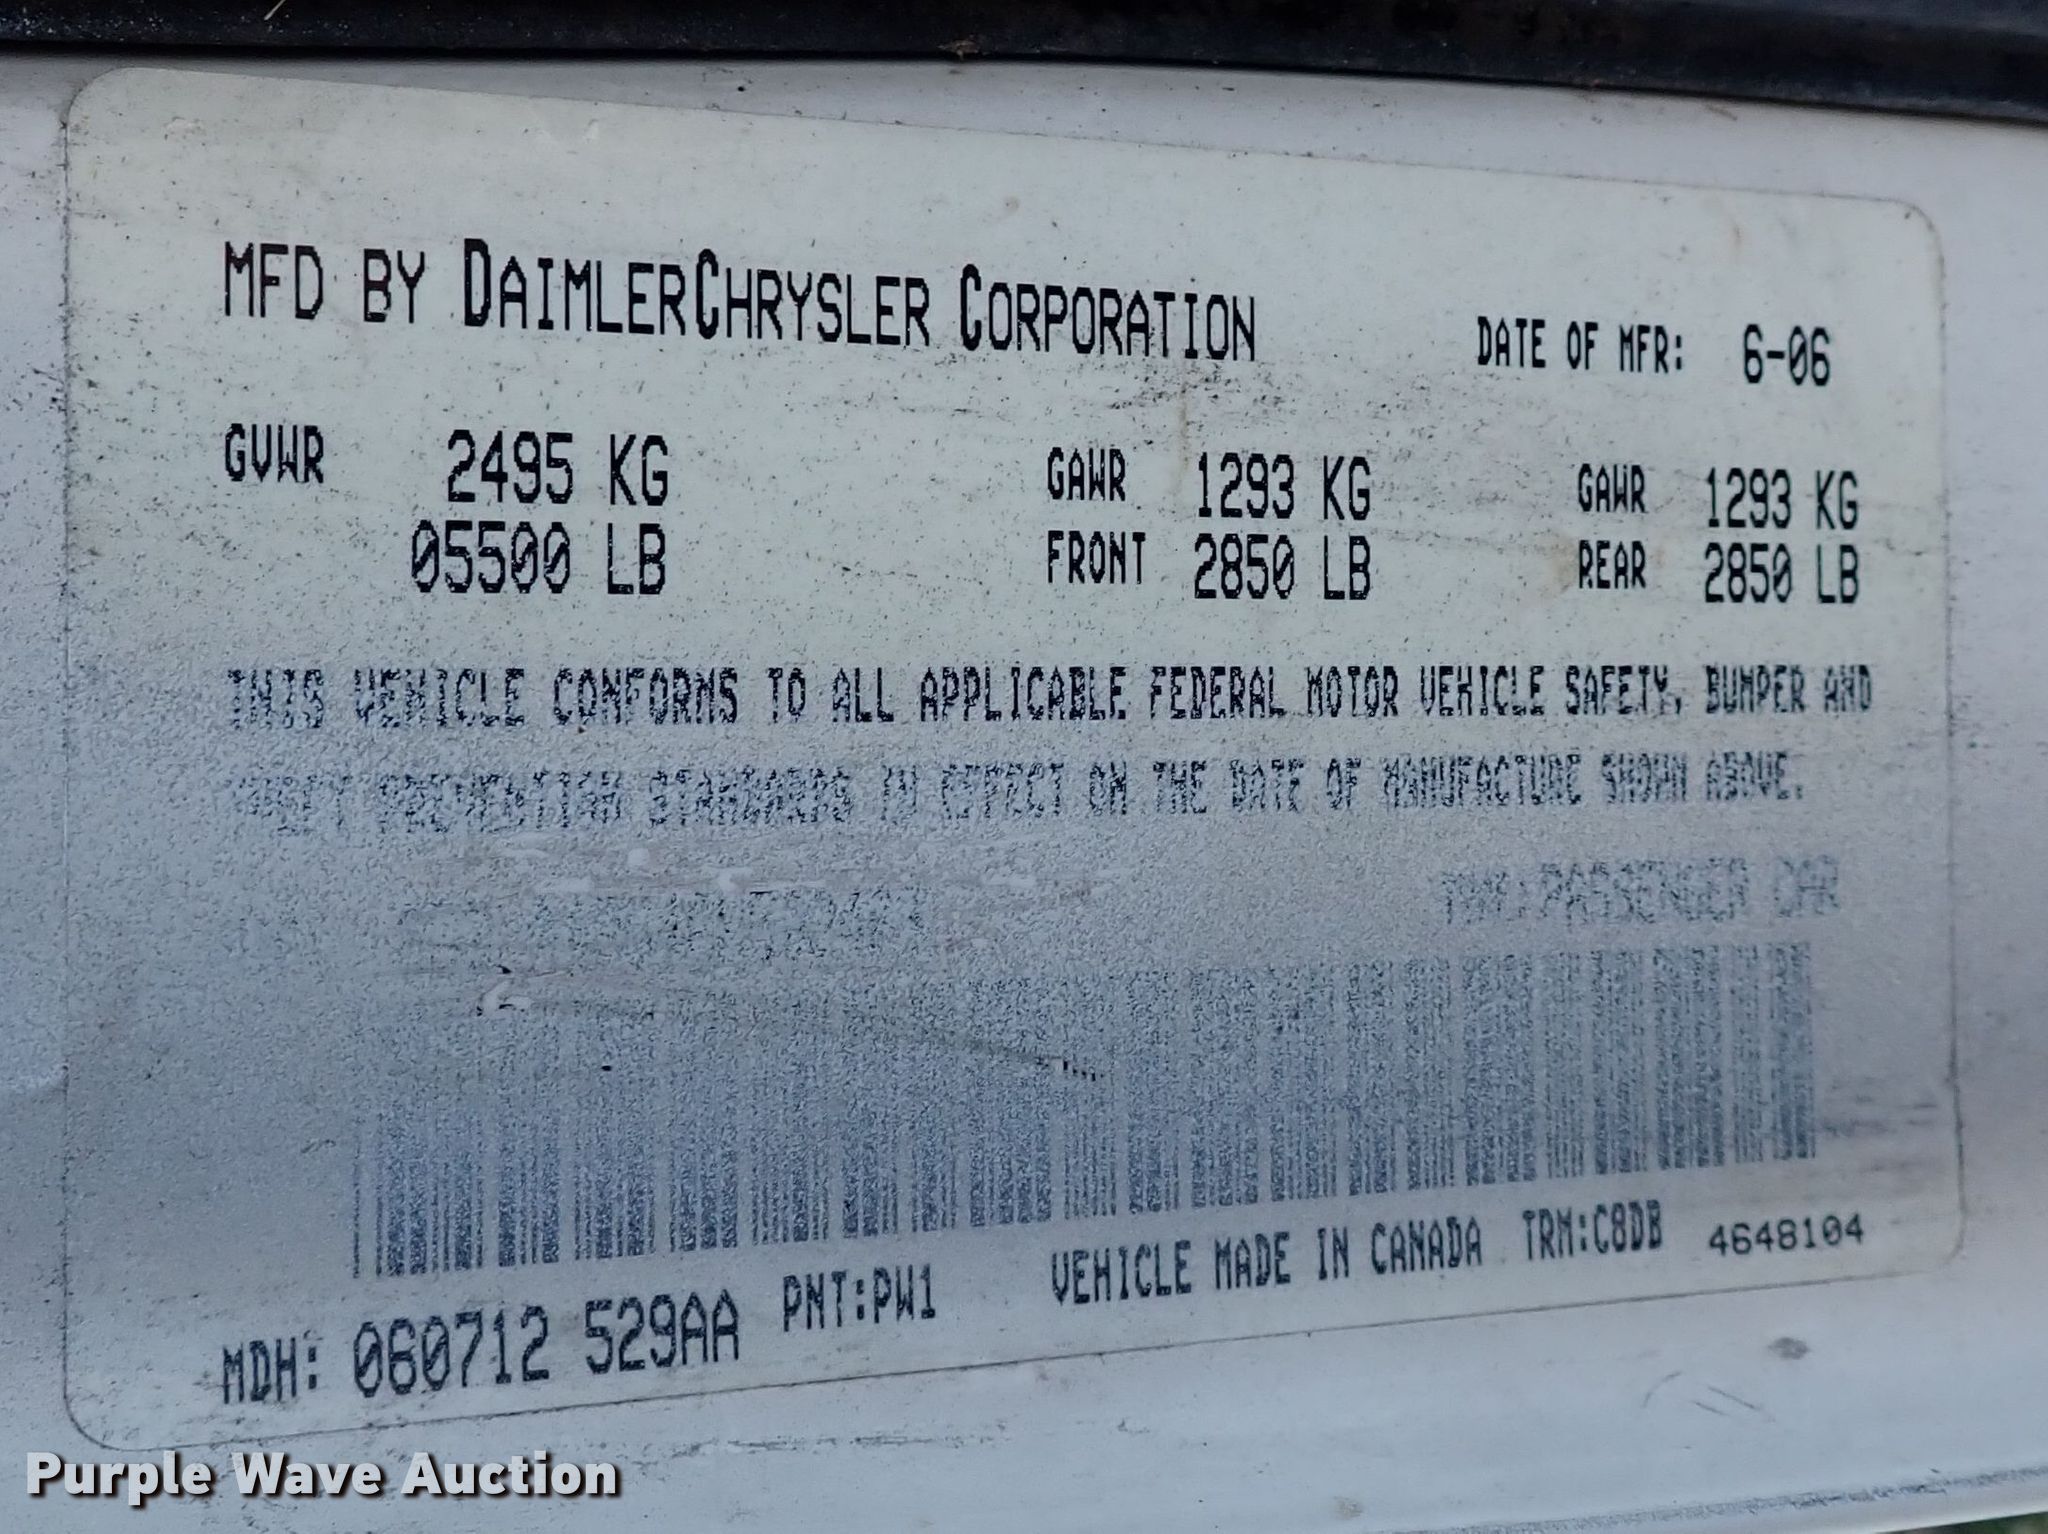 MFD BY DAIMLERCHRYSLER CORPORATION
DATE OF MFR: 6-06
GVWR 2495 KG
05500 LB
GAWR 1293 KG
FRONT 2850 LB
GAWR 1293 KG
REAR 2850 LB
THIS VEHICLE CONFORMS TO ALL APPLICABLE FEDERAL MOTOR VEHICLE SAFETY, BUMPER AND
THEFT PREVENTION STANDARDS IN EFFECT ON THE DATE OF MANUFACTURE SHOWN ABOVE.
PASSENGER CAR
MDH: 060712 529AA PNT:PW1 VEHICLE MADE IN CANADA TRM:C8DB 4648104
Purple Wave Auction